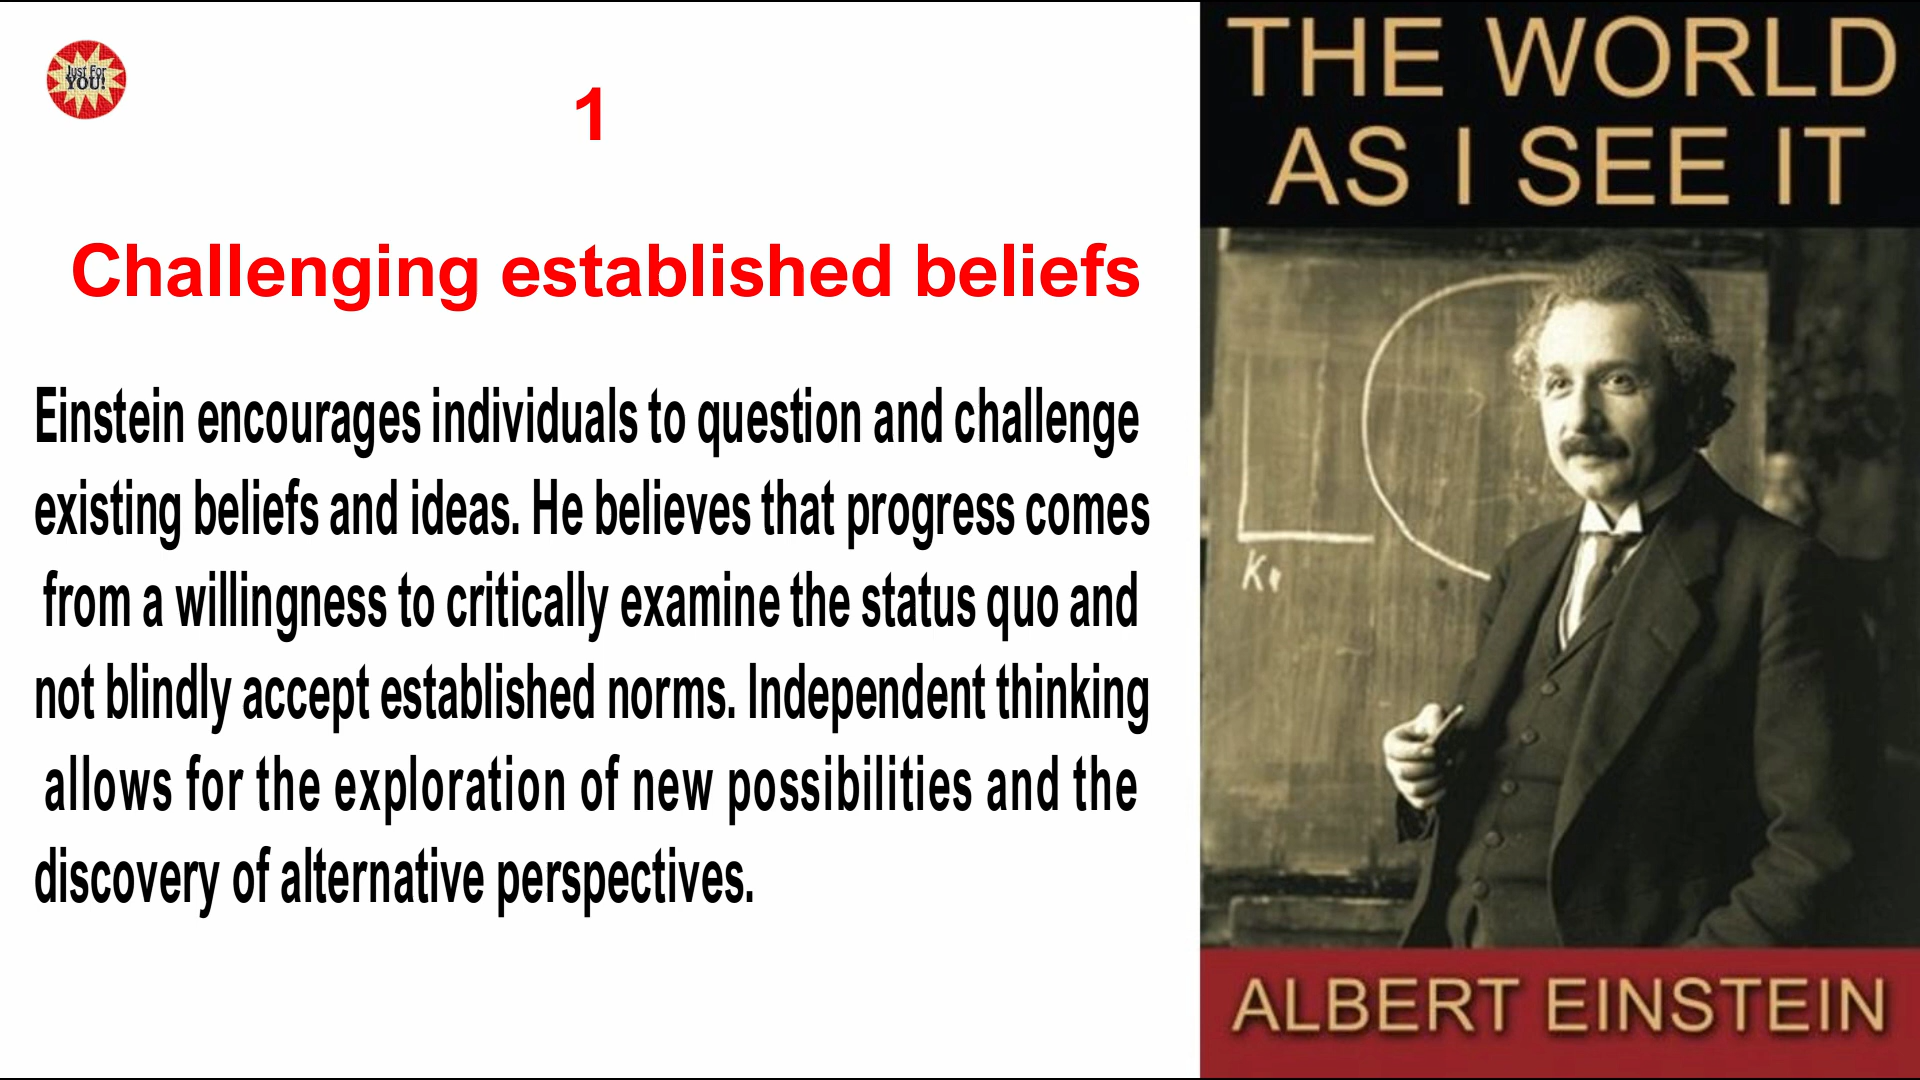 Just For
YOU!
1
Challenging established beliefs
Einstein encourages individuals to question and challenge
existing beliefs and ideas. He believes that progress comes
from a willingness to critically examine the status quo and
not blindly accept established norms. Independent thinking
allows for the exploration of new possibilities and the
discovery of alternative perspectives.
THE WORLD
AS I SEE IT
K
ALBERT EINSTEIN